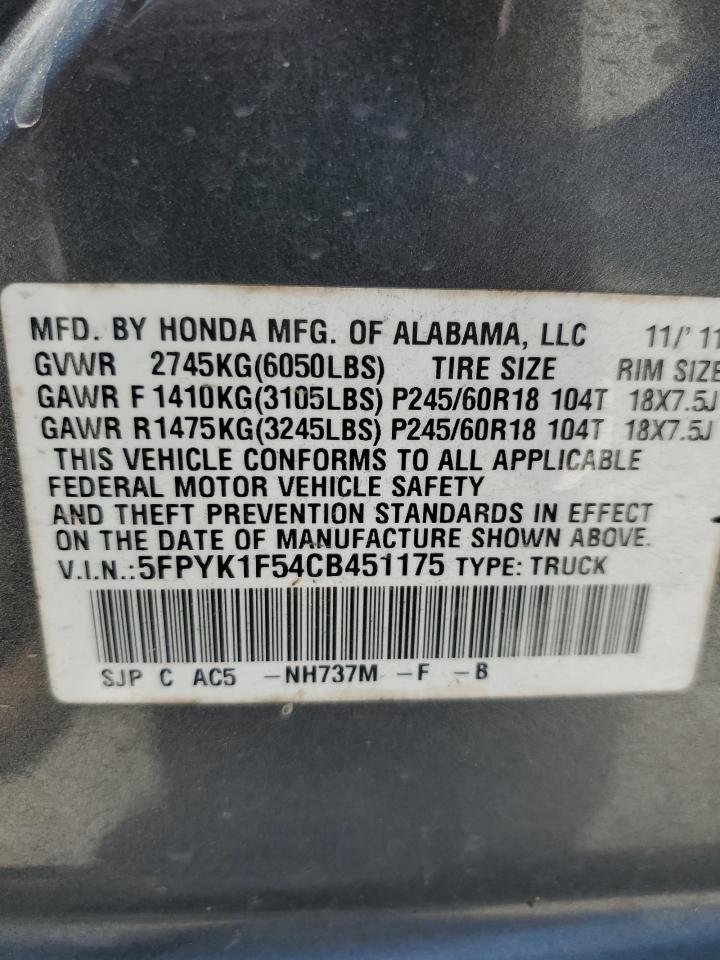 MFD. BY HONDA MFG. OF ALABAMA, LLC 11/'11
GVWR 2745KG(6050LBS) TIRE SIZE RIM SIZE
GAWR F 1410KG(3105LBS) P245/60R18 104T 18X7.5J
GAWR R1475KG(3245LBS) P245/60R18 104T 18X7.5J
THIS VEHICLE CONFORMS TO ALL APPLICABLE
FEDERAL MOTOR VEHICLE SAFETY
AND THEFT PREVENTION STANDARDS IN EFFECT
ON THE DATE OF MANUFACTURE SHOWN ABOVE.
V.I.N.:5FPYK1F54CB451175 TYPE: TRUCK
SJP C AC5 -NH737M -F -B